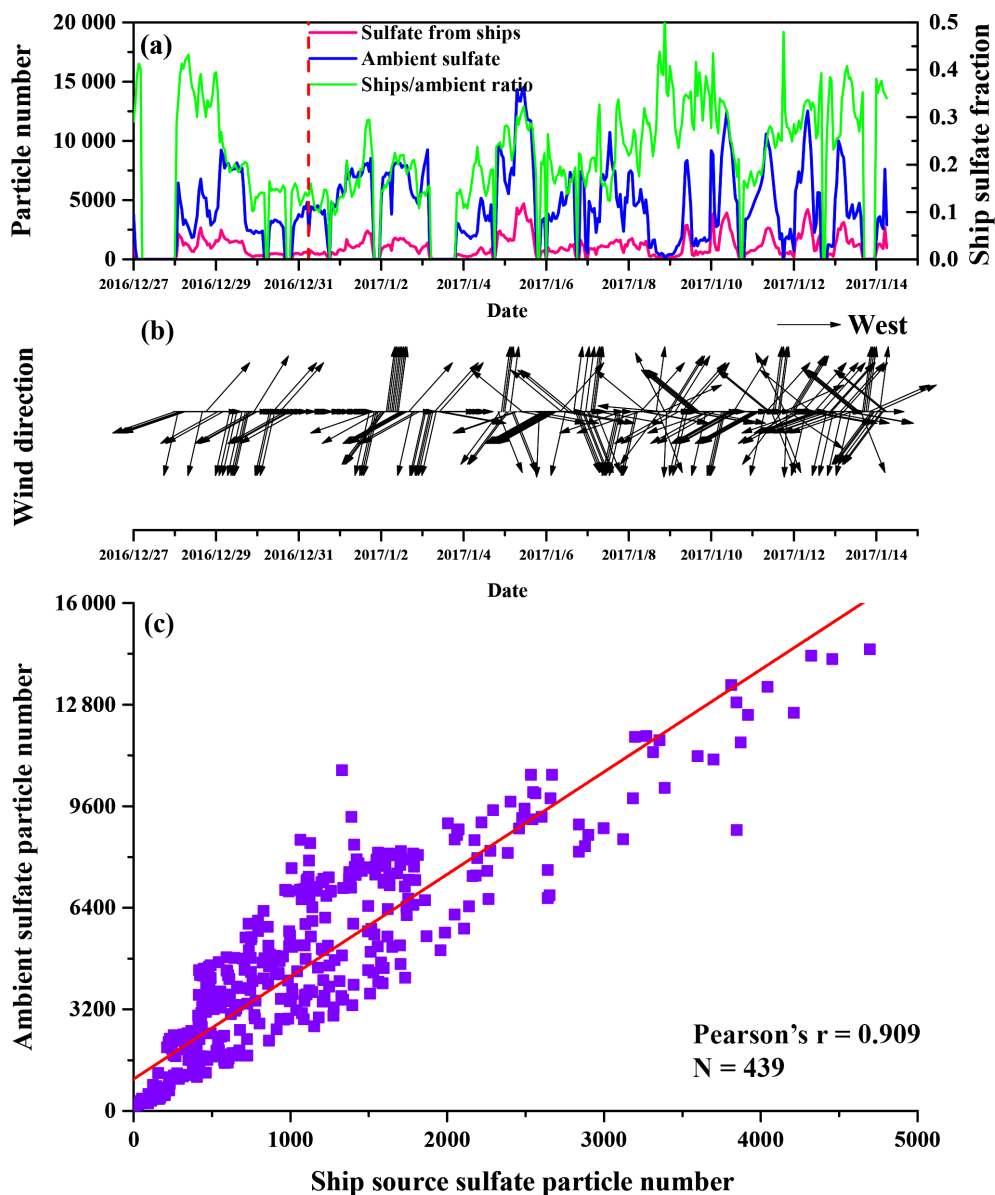 (a)
Sulfate from ships
Ambient sulfate
Ships/ambient ratio
Particle number
20 000
15 000
10 000
5000
0
Ship sulfate fraction
0.5
0.4
0.3
0.2
0.1
0.0
2016/12/27 2016/12/29 2016/12/31 2017/1/2 2017/1/4 2017/1/6 2017/1/8 2017/1/10 2017/1/12 2017/1/14
Date
(b)
West
Wind direction
2016/12/27 2016/12/29 2016/12/31 2017/1/2 2017/1/4 2017/1/6 2017/1/8 2017/1/10 2017/1/12 2017/1/14
Date
(c)
Ambient sulfate particle number
16 000
12 800
9600
6400
3200
0
Pearson’s r = 0.909
N = 439
0 1000 2000 3000 4000 5000
Ship source sulfate particle number